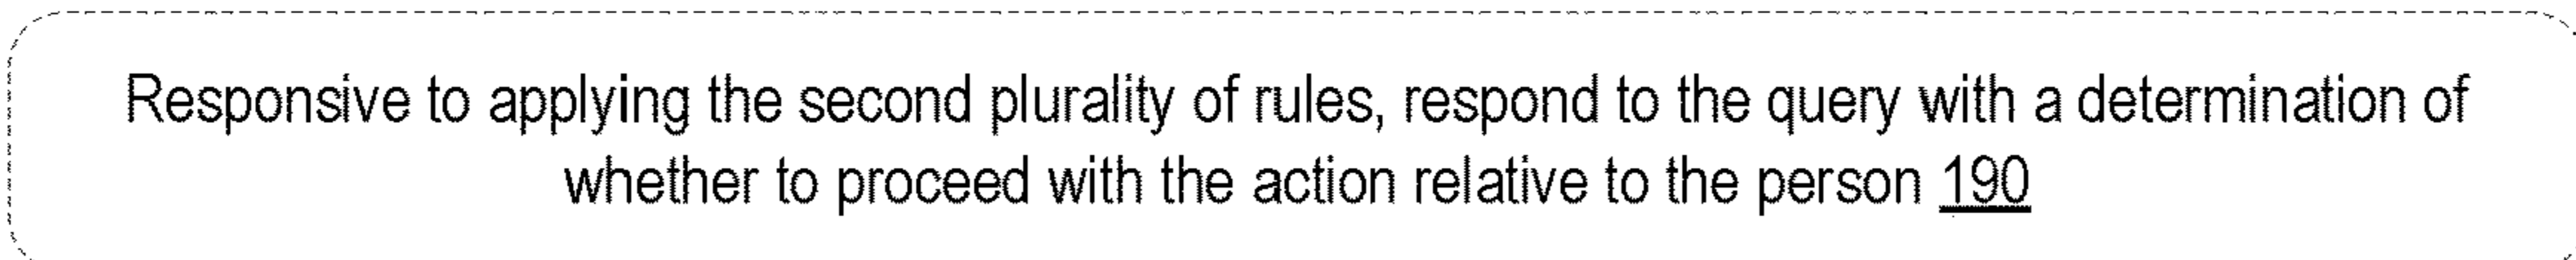 Responsive to applying the second plurality of rules, respond to the query with a determination of
whether to proceed with the action relative to the person 190